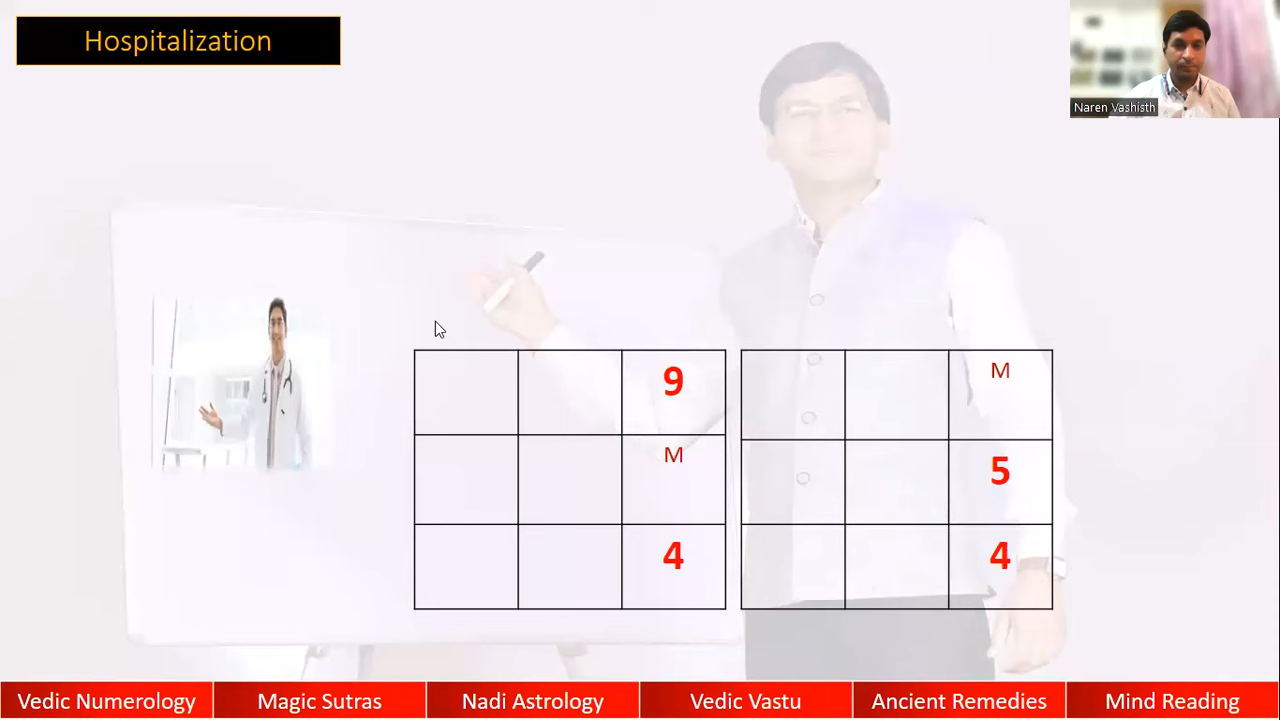 Hospitalization
Naren Vashisth
9
M
4
M
5
4
Vedic Numerology
Magic Sutras
Nadi Astrology
Vedic Vastu
Ancient Remedies
Mind Reading